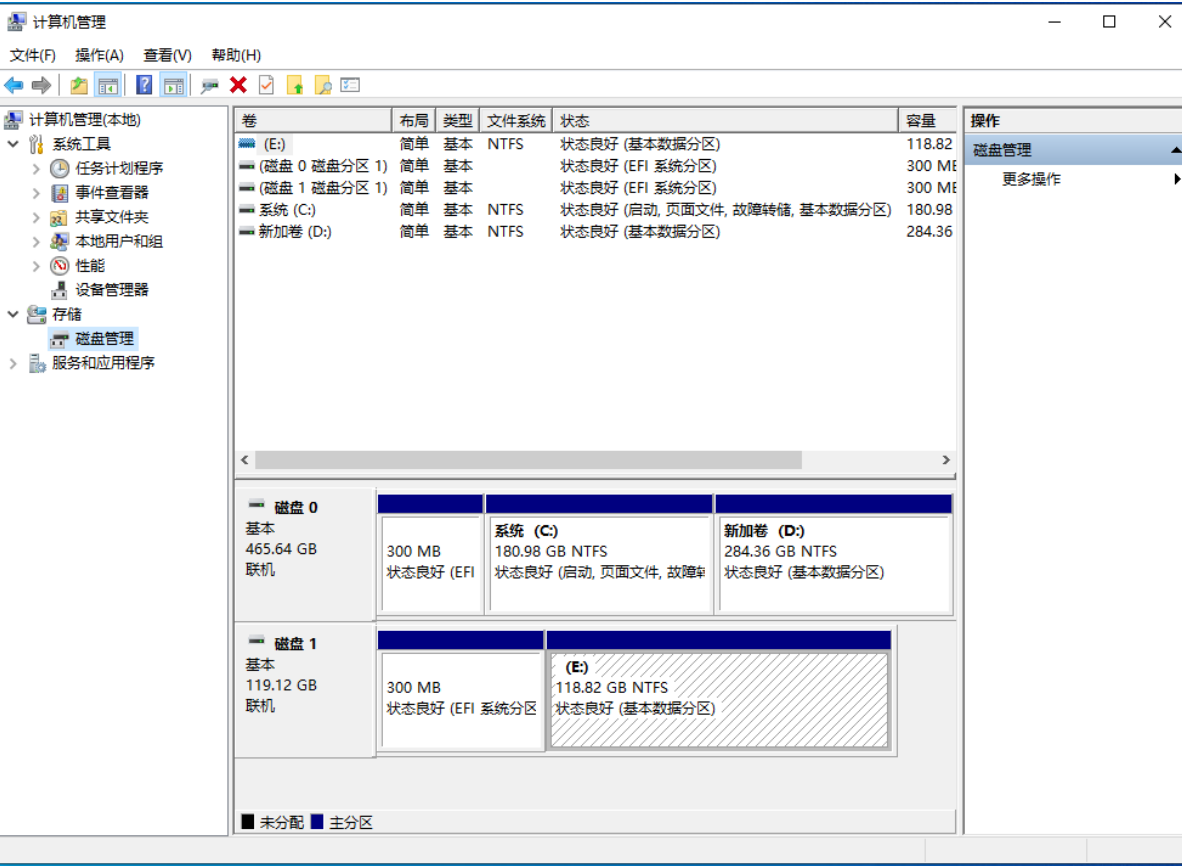 计算机管理
文件(F) 操作(A) 查看(V) 帮助(H)
计算机管理(本地)
系统工具
任务计划程序
事件查看器
共享文件夹
本地用户和组
性能
设备管理器
存储
磁盘管理
服务和应用程序
卷 布局 类型 文件系统 状态 容量
(E:) 简单 基本 NTFS 状态良好 (基本数据分区) 118.82
(磁盘 0 磁盘分区 1) 简单 基本 状态良好 (EFI 系统分区) 300 ME
(磁盘 1 磁盘分区 1) 简单 基本 状态良好 (EFI 系统分区) 300 ME
系统 (C:) 简单 基本 NTFS 状态良好 (启动, 页面文件, 故障转储, 基本数据分区) 180.98
新加卷 (D:) 简单 基本 NTFS 状态良好 (基本数据分区) 284.36
磁盘 0
基本
465.64 GB
联机
300 MB
状态良好 (EFI
系统 (C:)
180.98 GB NTFS
状态良好 (启动, 页面文件, 故障转
新加卷 (D:)
284.36 GB NTFS
状态良好 (基本数据分区)
磁盘 1
基本
119.12 GB
联机
300 MB
状态良好 (EFI 系统分区
(E:)
118.82 GB NTFS
状态良好 (基本数据分区)
未分配 主分区
操作
磁盘管理
更多操作